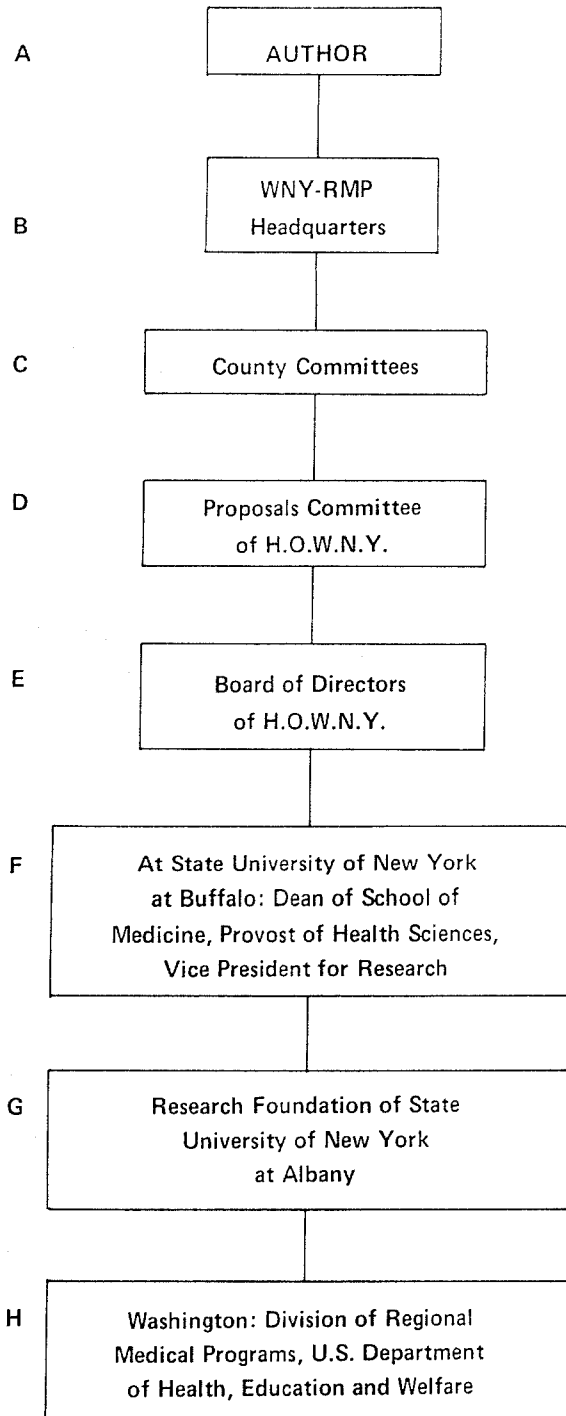 A
AUTHOR
B
WNY-RMP
Headquarters
C
County Committees
D
Proposals Committee
of H.O.W.N.Y.
E
Board of Directors
of H.O.W.N.Y.
F
At State University of New York
at Buffalo: Dean of School of
Medicine, Provost of Health Sciences,
Vice President for Research
G
Research Foundation of State
University of New York
at Albany
H
Washington: Division of Regional
Medical Programs, U.S. Department
of Health, Education and Welfare